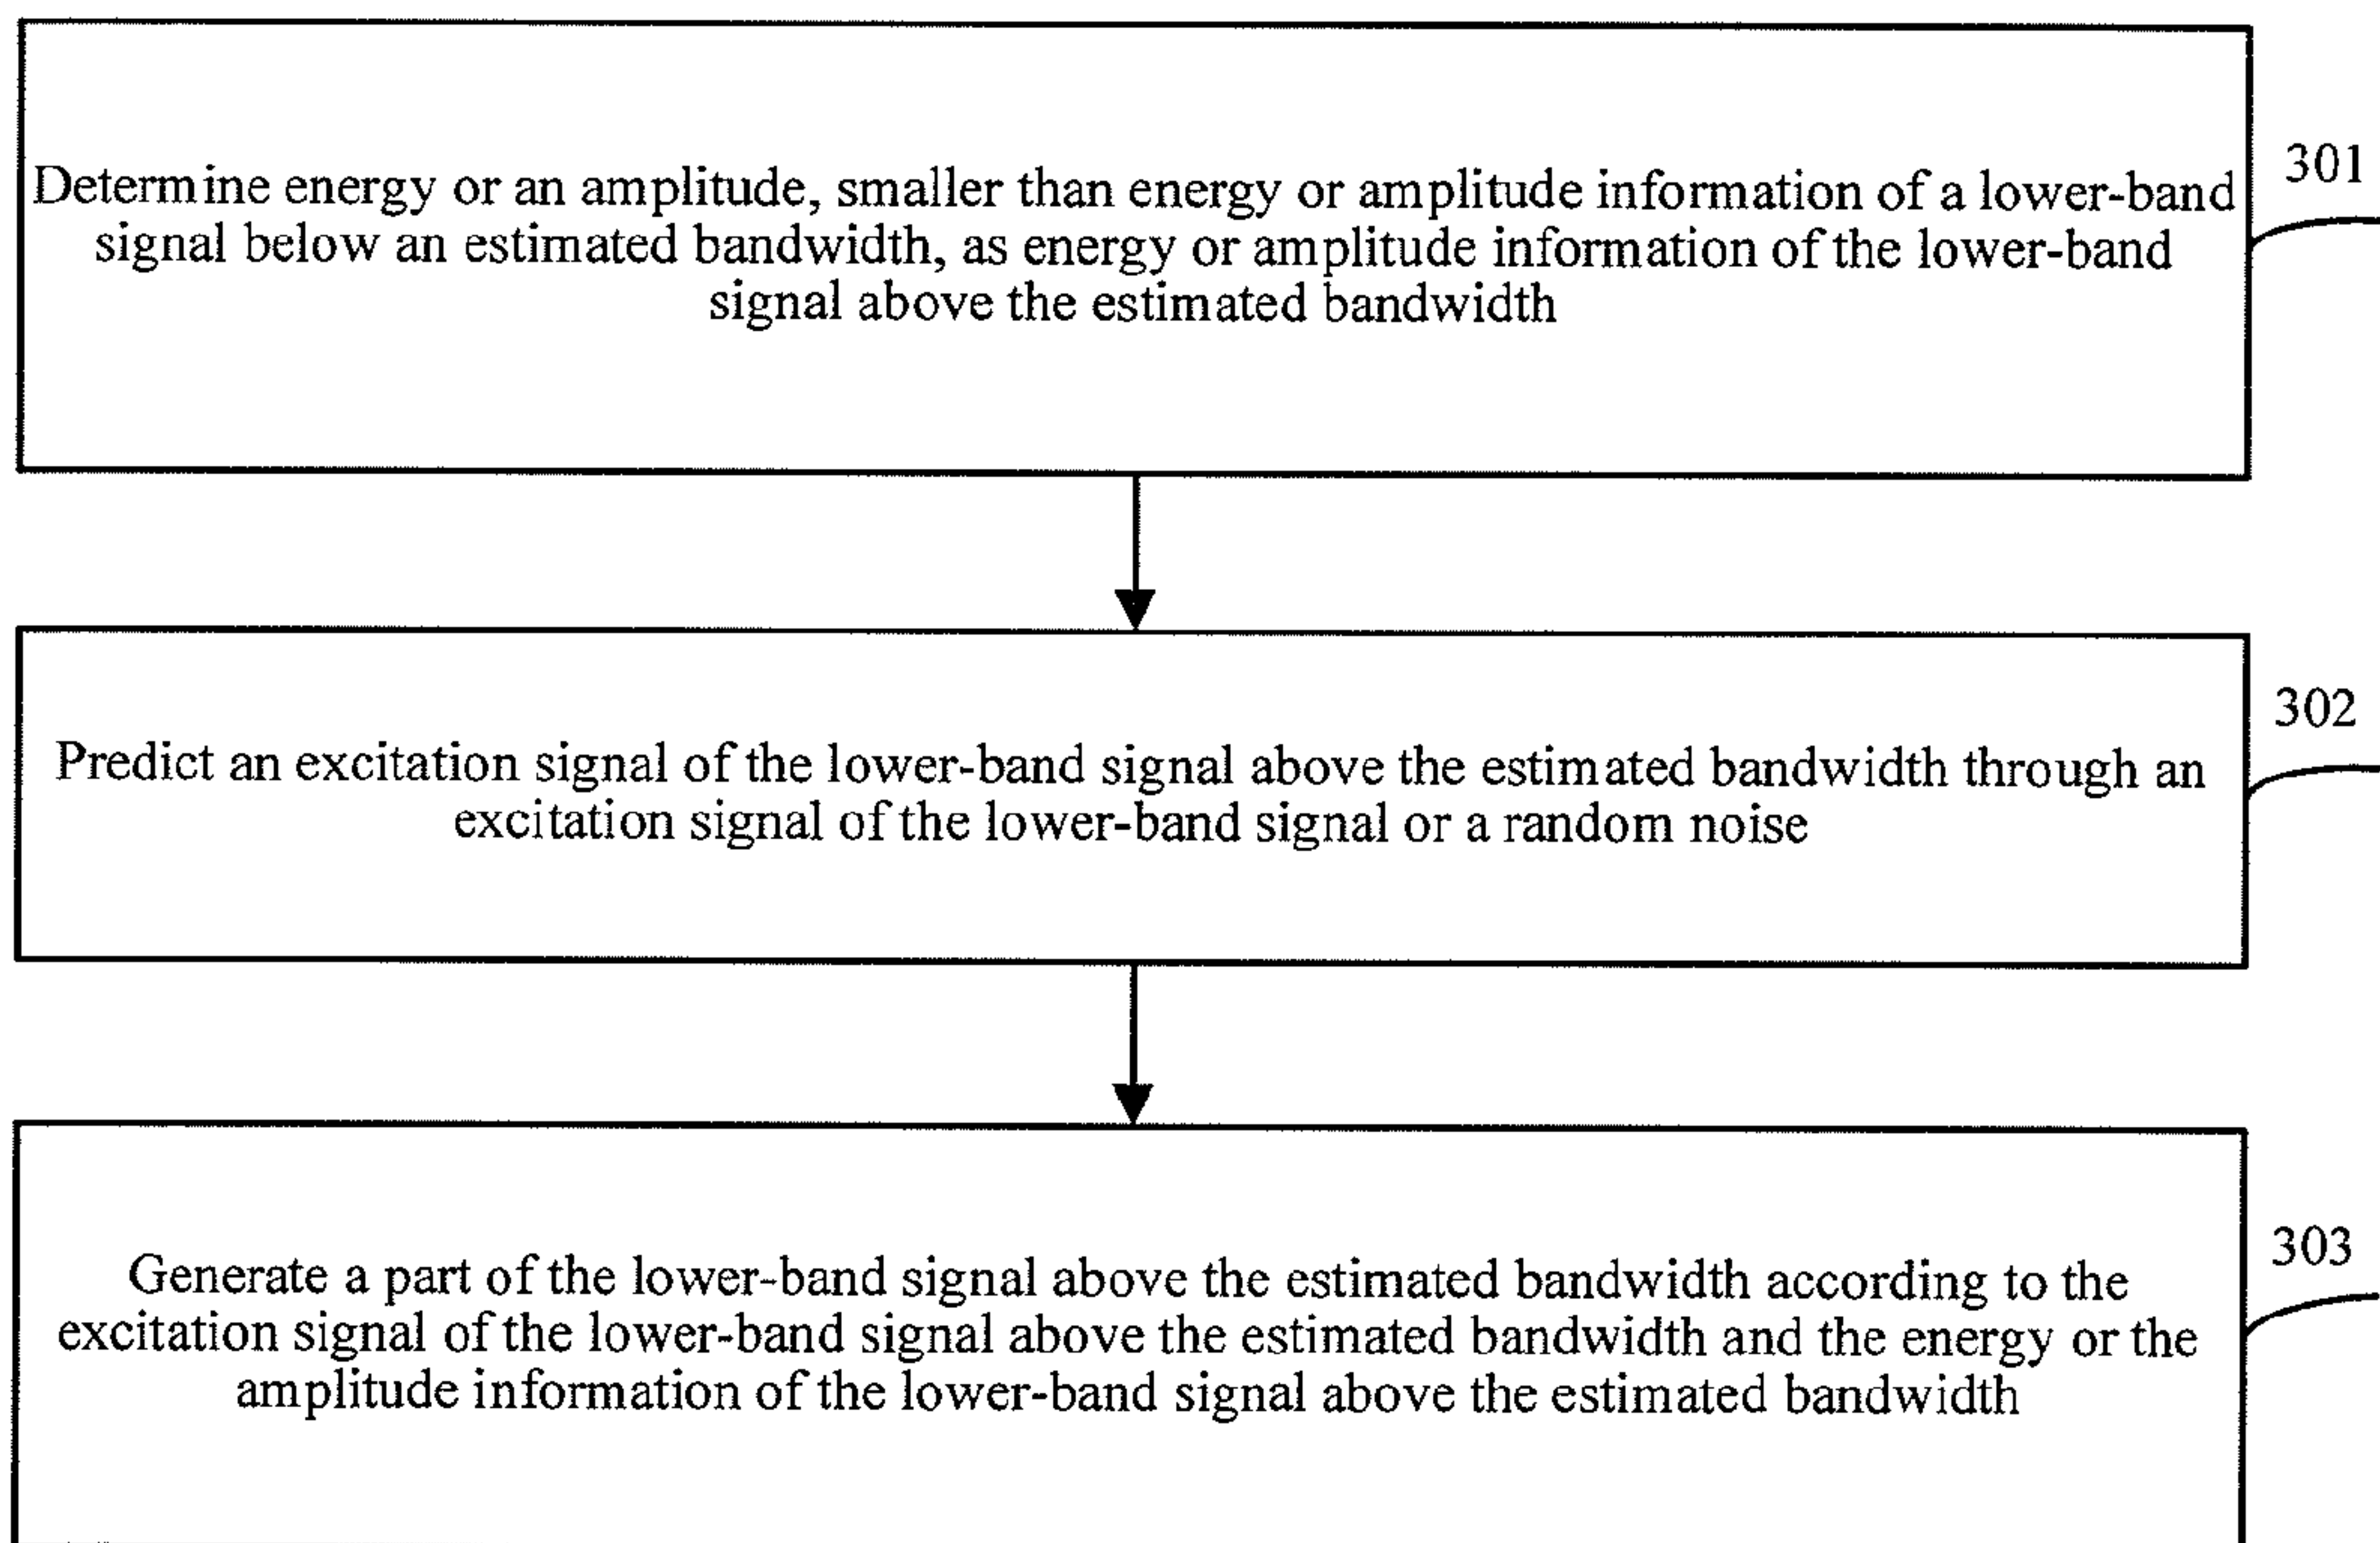 301
Determine energy or an amplitude, smaller than energy or amplitude information of a lower-band
signal below an estimated bandwidth, as energy or amplitude information of the lower-band
signal above the estimated bandwidth
302
Predict an excitation signal of the lower-band signal above the estimated bandwidth through an
excitation signal of the lower-band signal or a random noise
303
Generate a part of the lower-band signal above the estimated bandwidth according to the
excitation signal of the lower-band signal above the estimated bandwidth and the energy or the
amplitude information of the lower-band signal above the estimated bandwidth